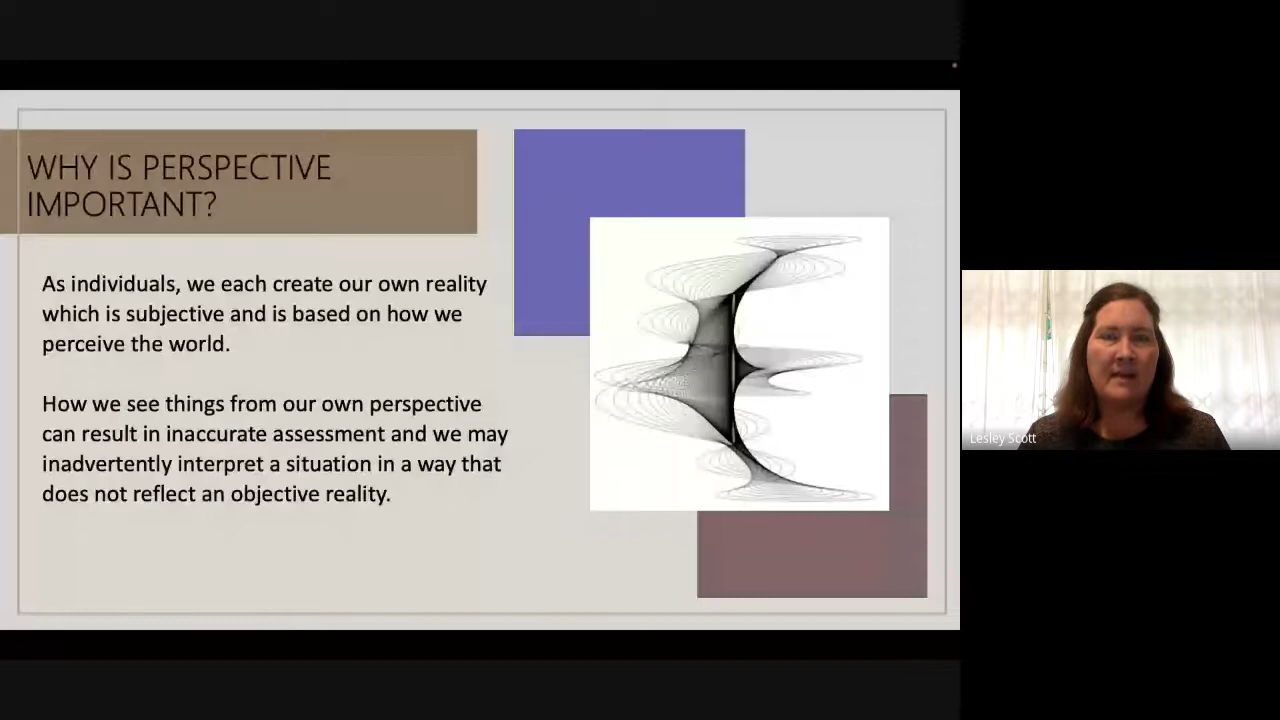 WHY IS PERSPECTIVE
IMPORTANT?
As individuals, we each create our own reality
which is subjective and is based on how we
perceive the world.
How we see things from our own perspective
can result in inaccurate assessment and we may
inadvertently interpret a situation in a way that
does not reflect an objective reality.
Lesley Scott